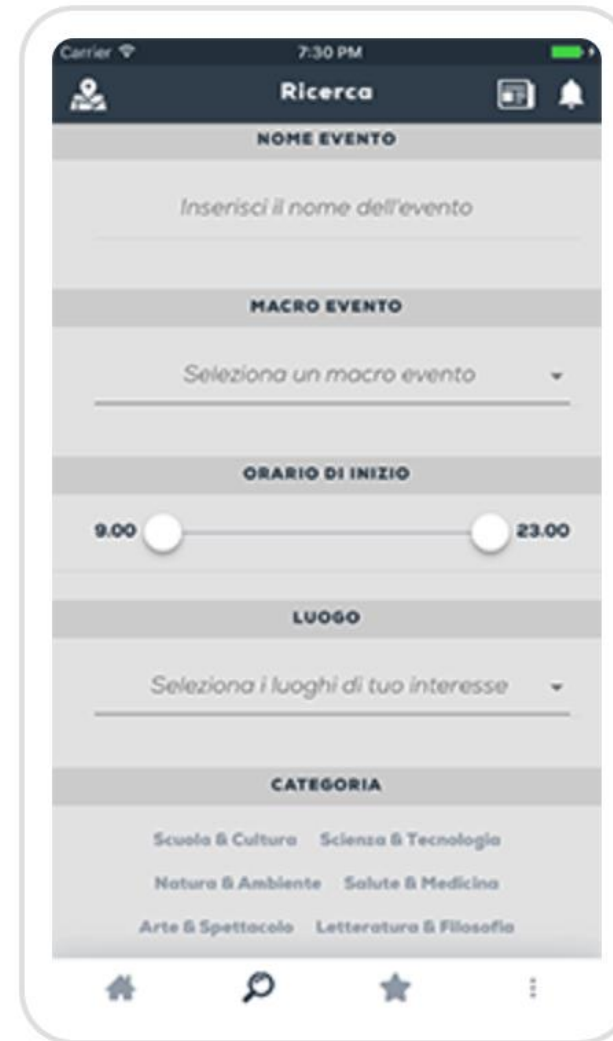 Carrier 7:30 PM
Ricerca
NOME EVENTO
Inserisci il nome dell'evento
MACRO EVENTO
Seleziona un macro evento
ORARIO DI INIZIO
9.00 23.00
LUOGO
Seleziona i luoghi di tuo interesse
CATEGORIA
Scuola & Cultura Scienza & Tecnologia
Natura & Ambiente Salute & Medicina
Arte & Spettacolo Letteratura & Filosofia